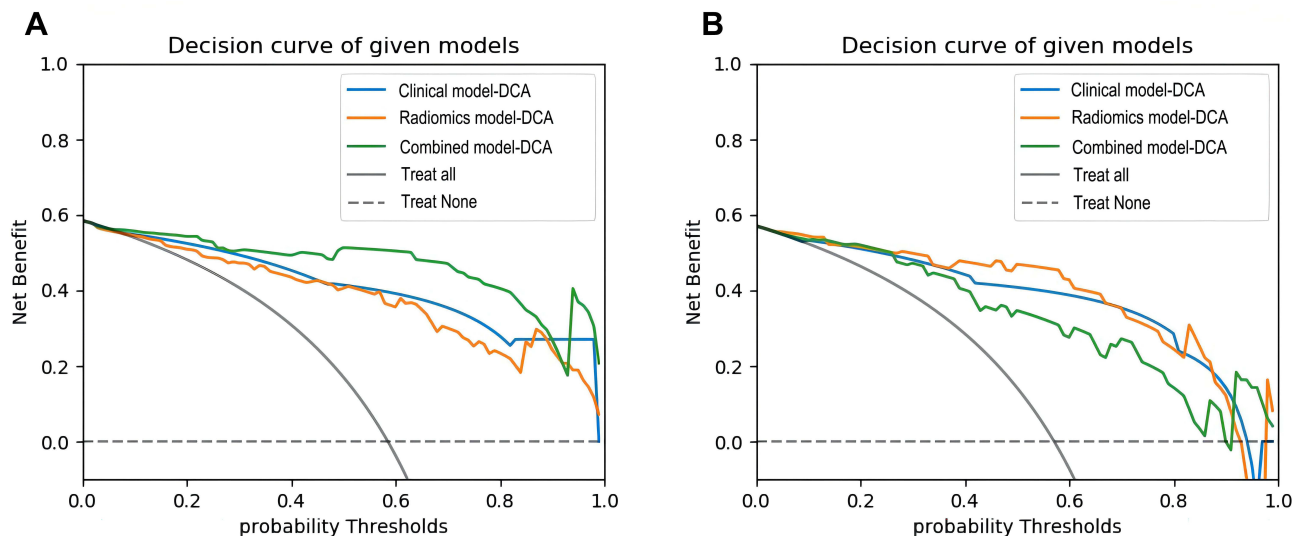 A
Decision curve of given models
1.0
0.8
0.6
0.4
0.2
0.0
Net Benefit
Clinical model-DCA
Radiomics model-DCA
Combined model-DCA
Treat all
Treat None
0.0 0.2 0.4 0.6 0.8 1.0
probability Thresholds
B
Decision curve of given models
1.0
0.8
0.6
0.4
0.2
0.0
Net Benefit
Clinical model-DCA
Radiomics model-DCA
Combined model-DCA
Treat all
Treat None
0.0 0.2 0.4 0.6 0.8 1.0
probability Thresholds